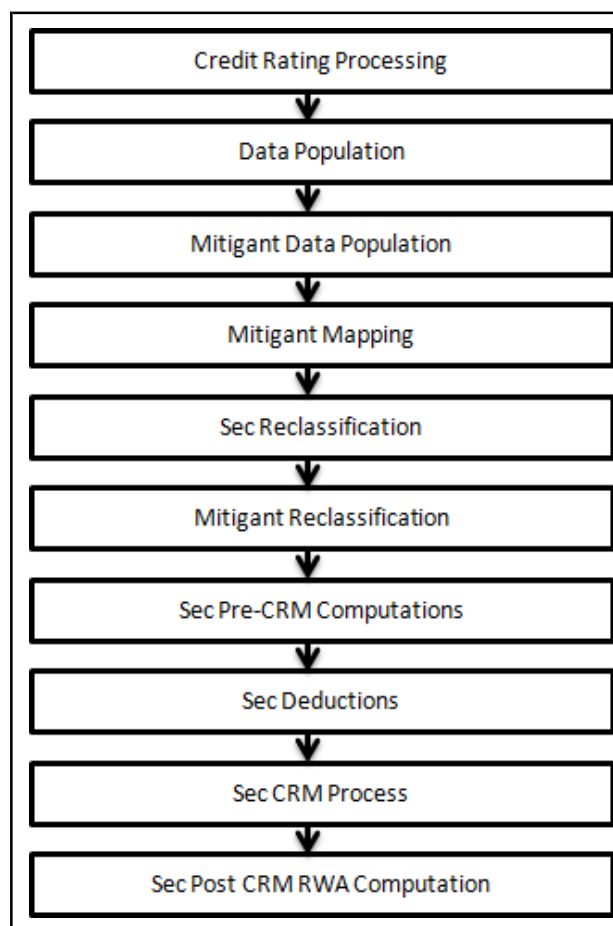 Credit Rating Processing
Data Population
Mitigant Data Population
Mitigant Mapping
Sec Reclassification
Mitigant Reclassification
Sec Pre-CRM Computations
Sec Deductions
Sec CRM Process
Sec Post CRM RWA Computation